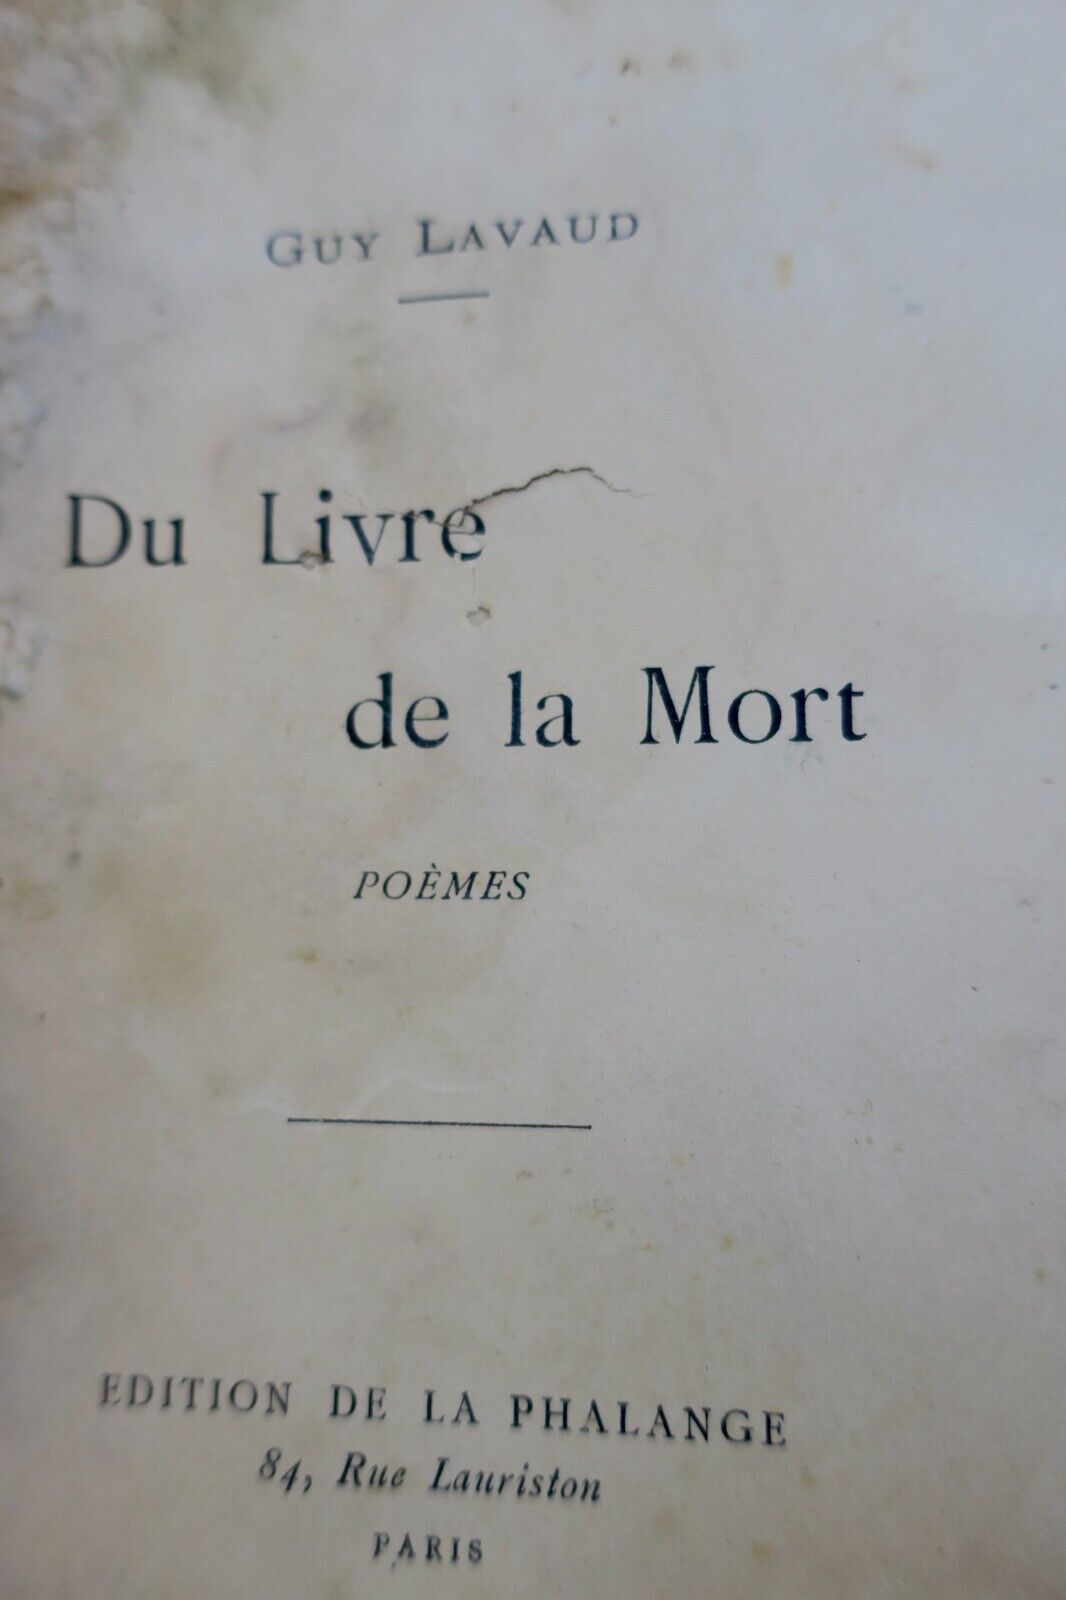 GUY LAVAUD
Du Livre
de la Mort
POÈMES
EDITION DE LA PHALANGE
84, Rue Lauriston
PARIS